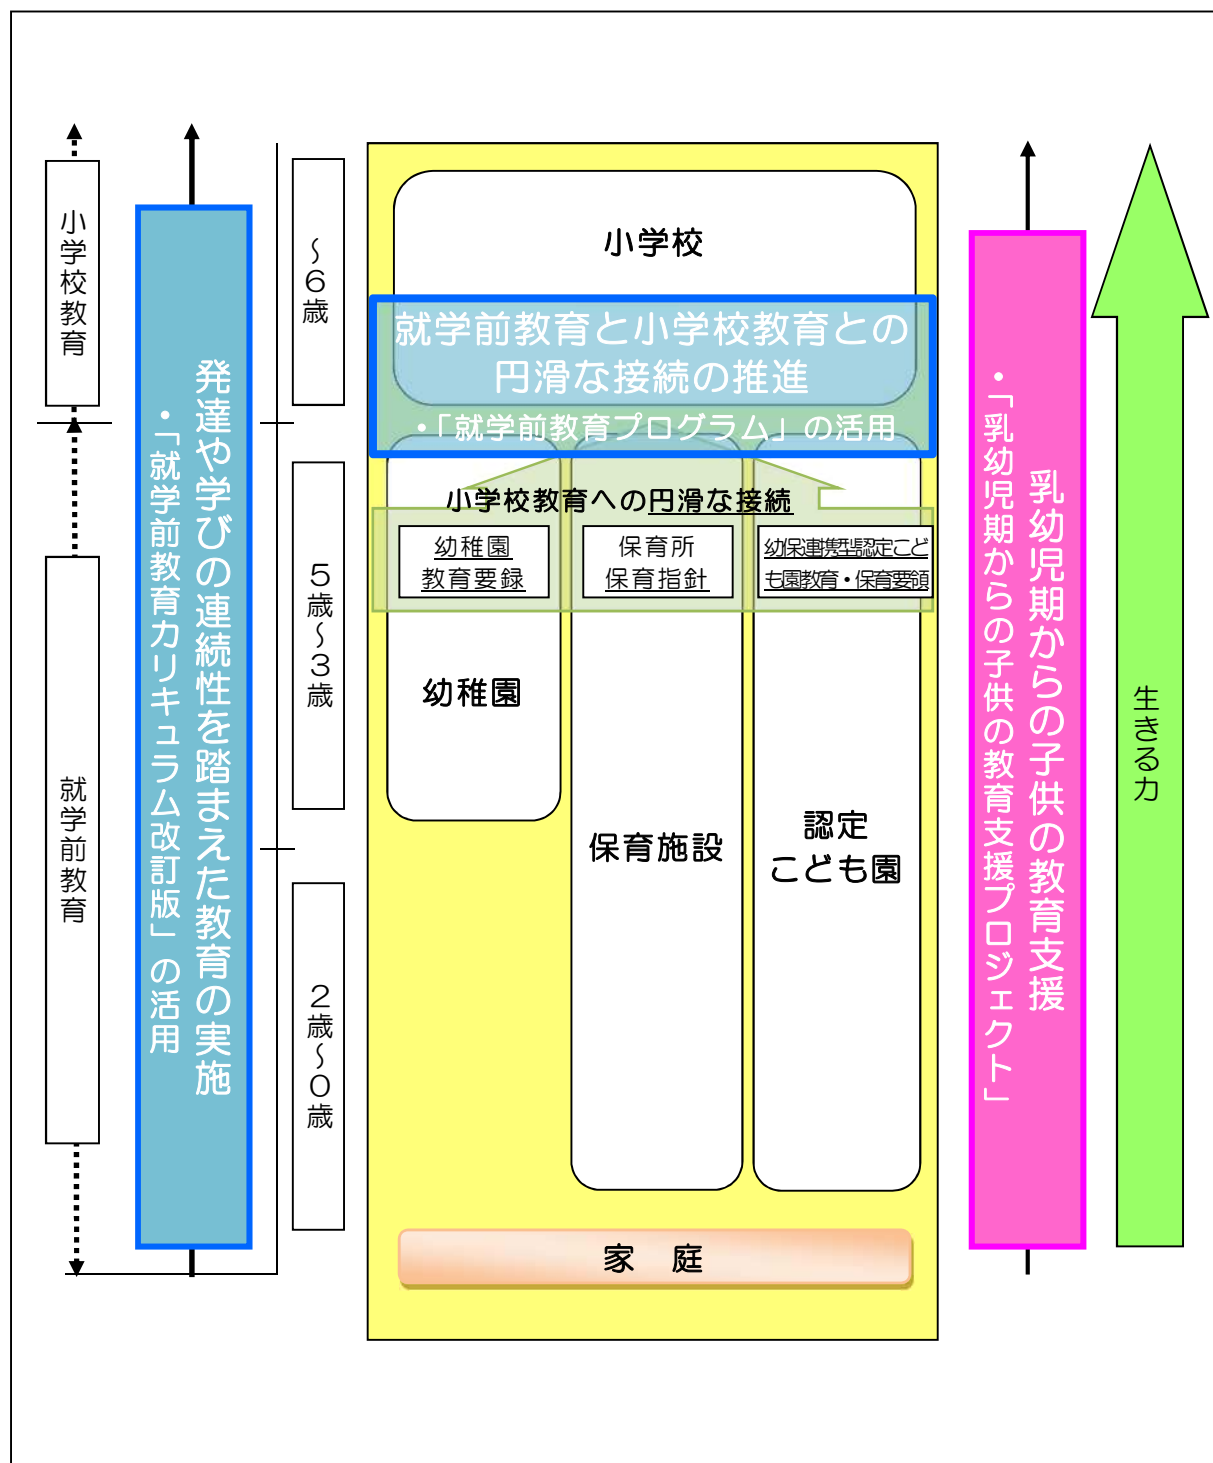 小学校教育
就学前教育
発達や学びの連続性を踏まえた教育の実施
・「就学前教育カリキュラム改訂版」の活用
～6歳
5歳～3歳
2歳～0歳
小学校
就学前教育と小学校教育との
円滑な接続の推進
・「就学前教育プログラム」の活用
小学校教育への円滑な接続
幼稚園
教育要録
保育所
保育指針
幼保連携型認定こど
も園教育・保育要領
幼稚園
保育施設
認定
こども園
家　庭
乳幼児期からの子供の教育支援
・「乳幼児期からの子供の教育支援プロジェクト」
生きる力